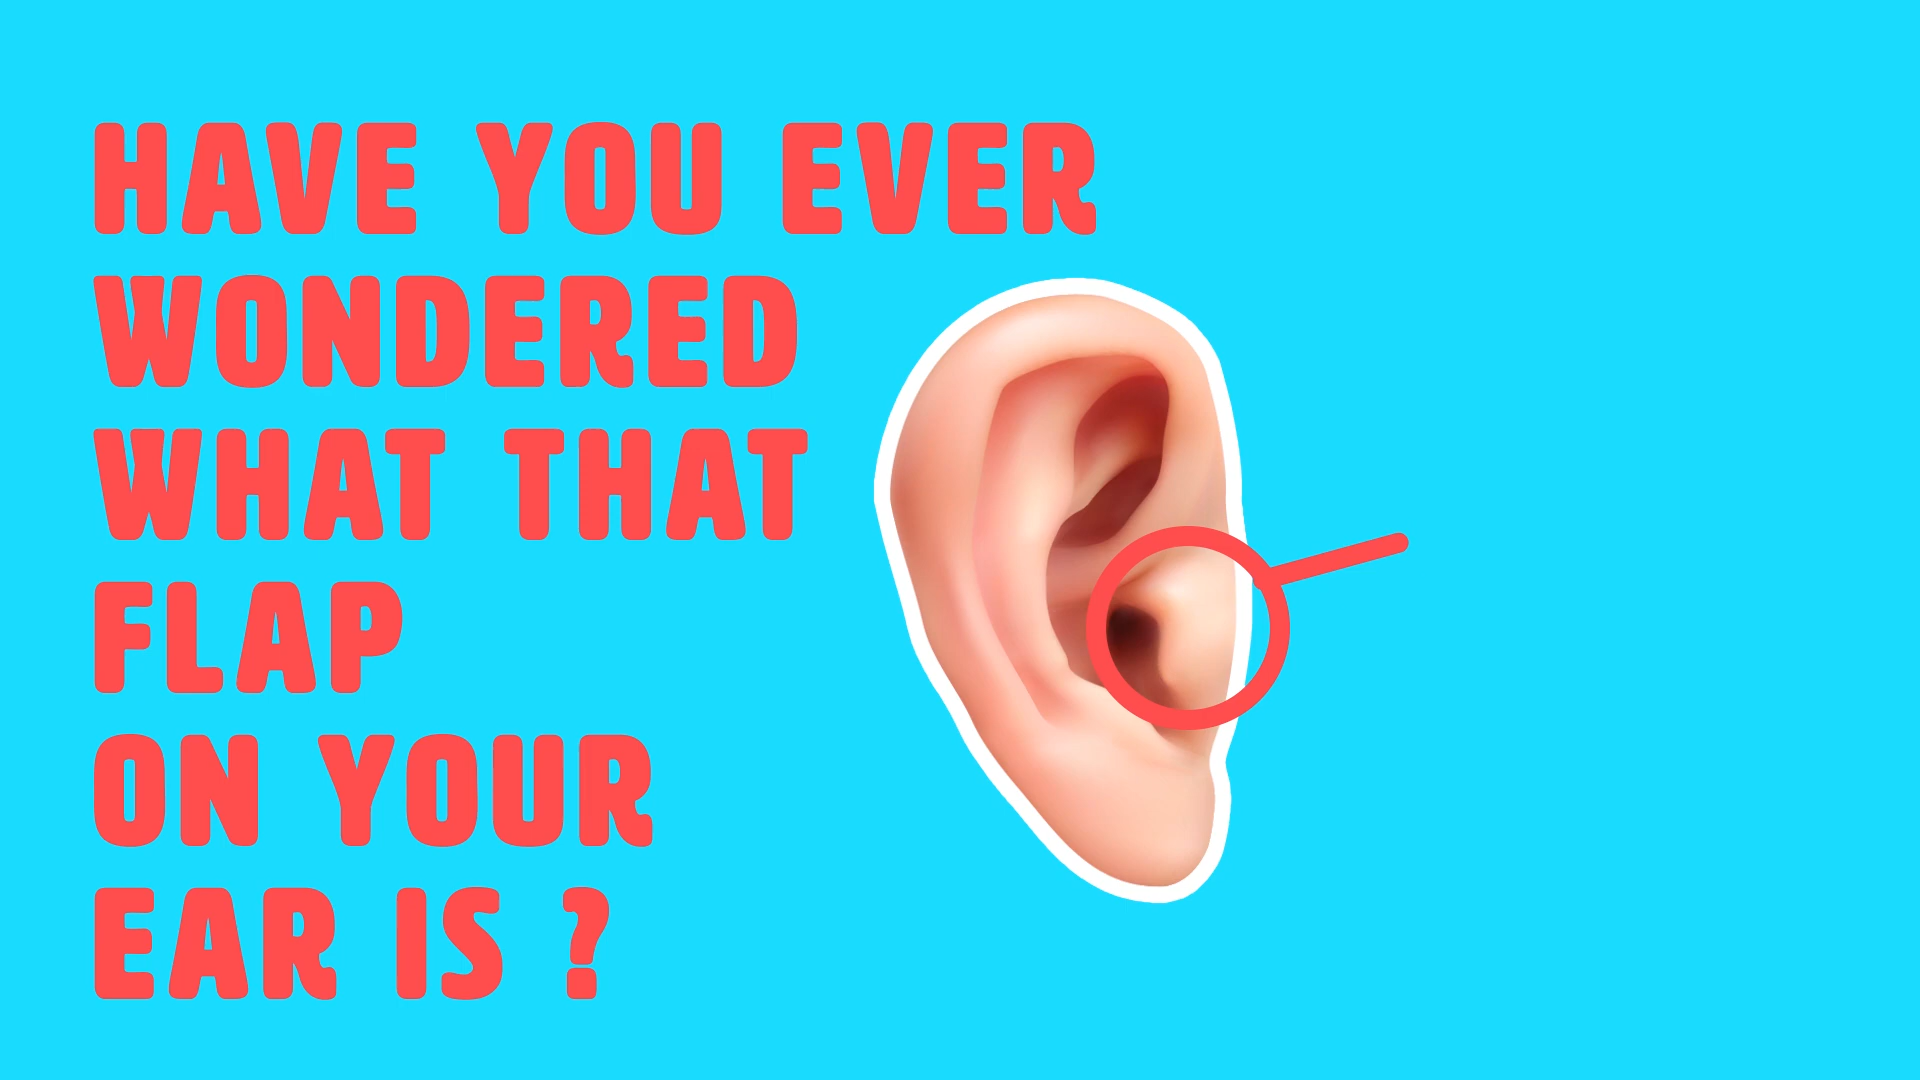 HAVE YOU EVER
WONDERED
WHAT THAT
FLAP
ON YOUR
EAR IS ?